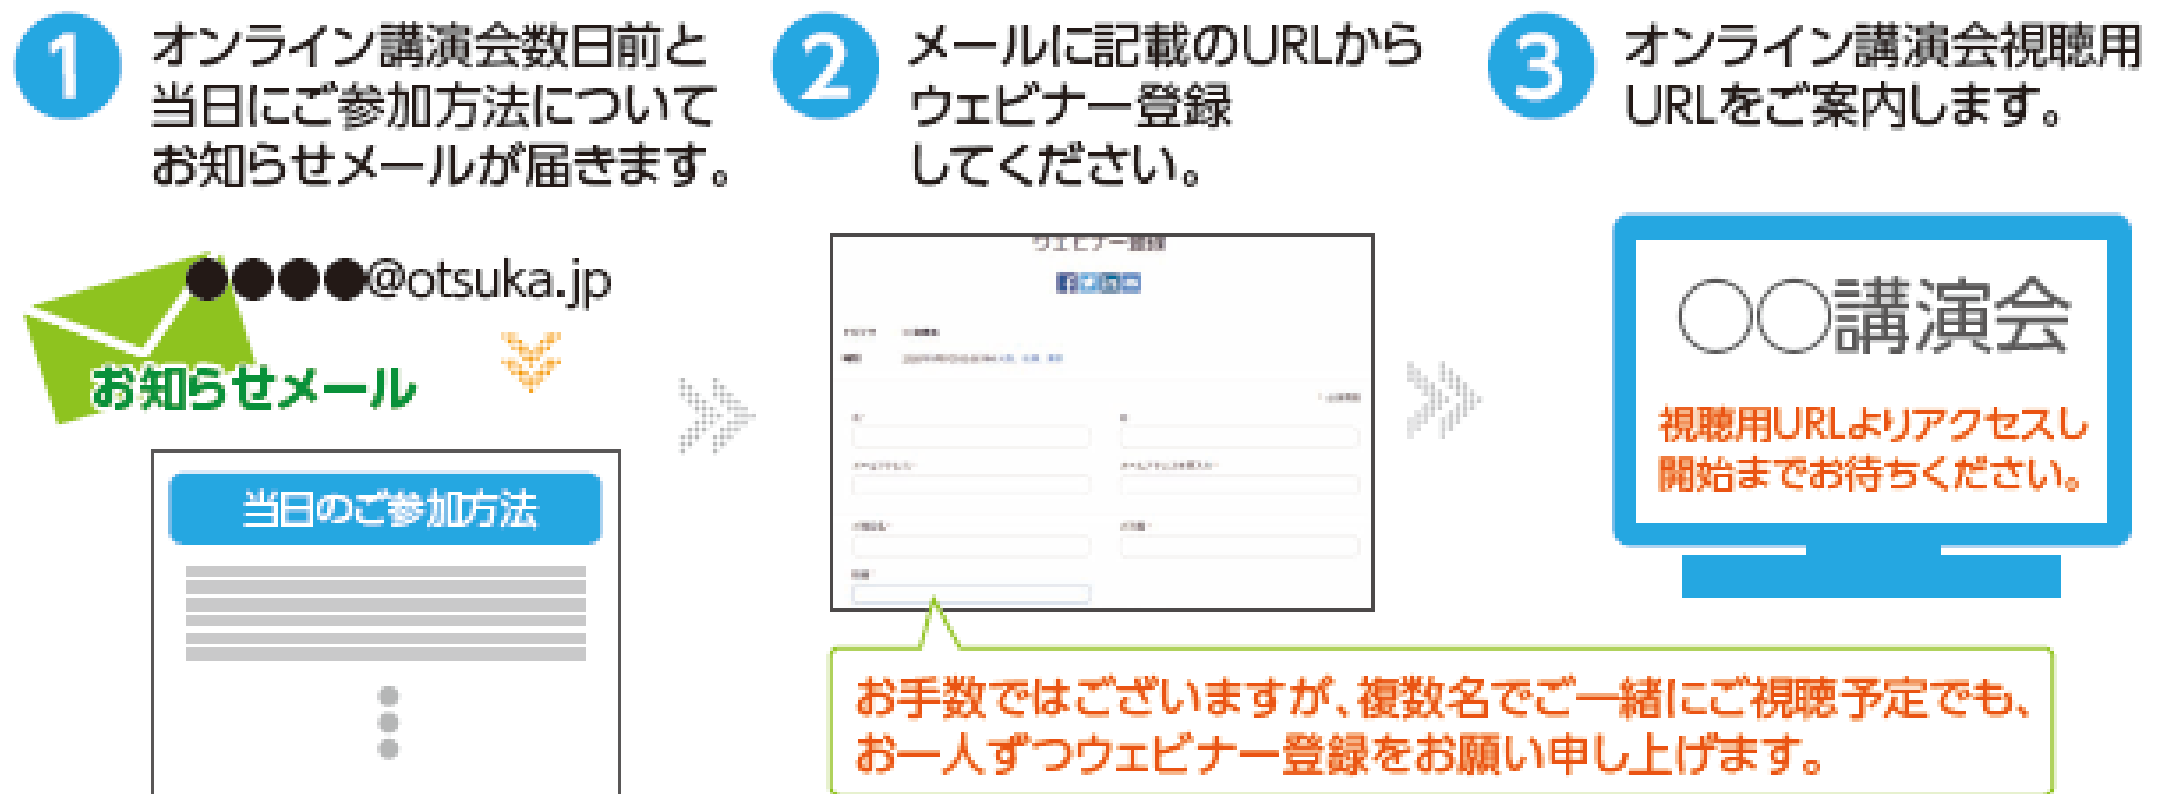 1
オンライン講演会数日前と
当日にご参加方法について
お知らせメールが届きます。
●●●●@otsuka.jp
お知らせメール
当日のご参加方法
2
メールに記載のURLから
ウェビナー登録
してください。
ウェビナー登録
お手数ではございますが、複数名でご一緒にご視聴予定でも、
お一人ずつウェビナー登録をお願い申し上げます。
3
オンライン講演会視聴用
URLをご案内します。
○○講演会
視聴用URLよりアクセスし
開始までお待ちください。